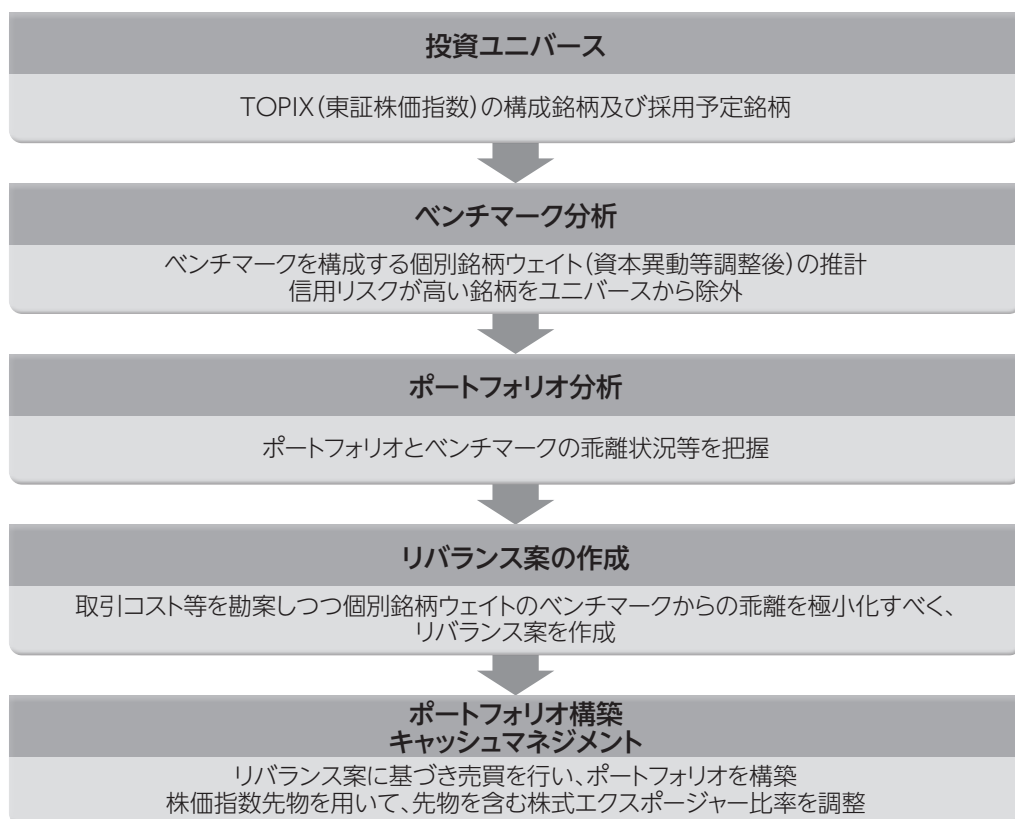 投資ユニバース
TOPIX（東証株価指数）の構成銘柄及び採用予定銘柄
ベンチマーク分析
ベンチマークを構成する個別銘柄ウェイト（資本異動等調整後）の推計
信用リスクが高い銘柄をユニバースから除外
ポートフォリオ分析
ポートフォリオとベンチマークの乖離状況等を把握
リバランス案の作成
取引コスト等を勘案しつつ個別銘柄ウェイトのベンチマークからの乖離を極小化すべく、
リバランス案を作成
ポートフォリオ構築
キャッシュマネジメント
リバランス案に基づき売買を行い、ポートフォリオを構築
株価指数先物を用いて、先物を含む株式エクスポージャー比率を調整